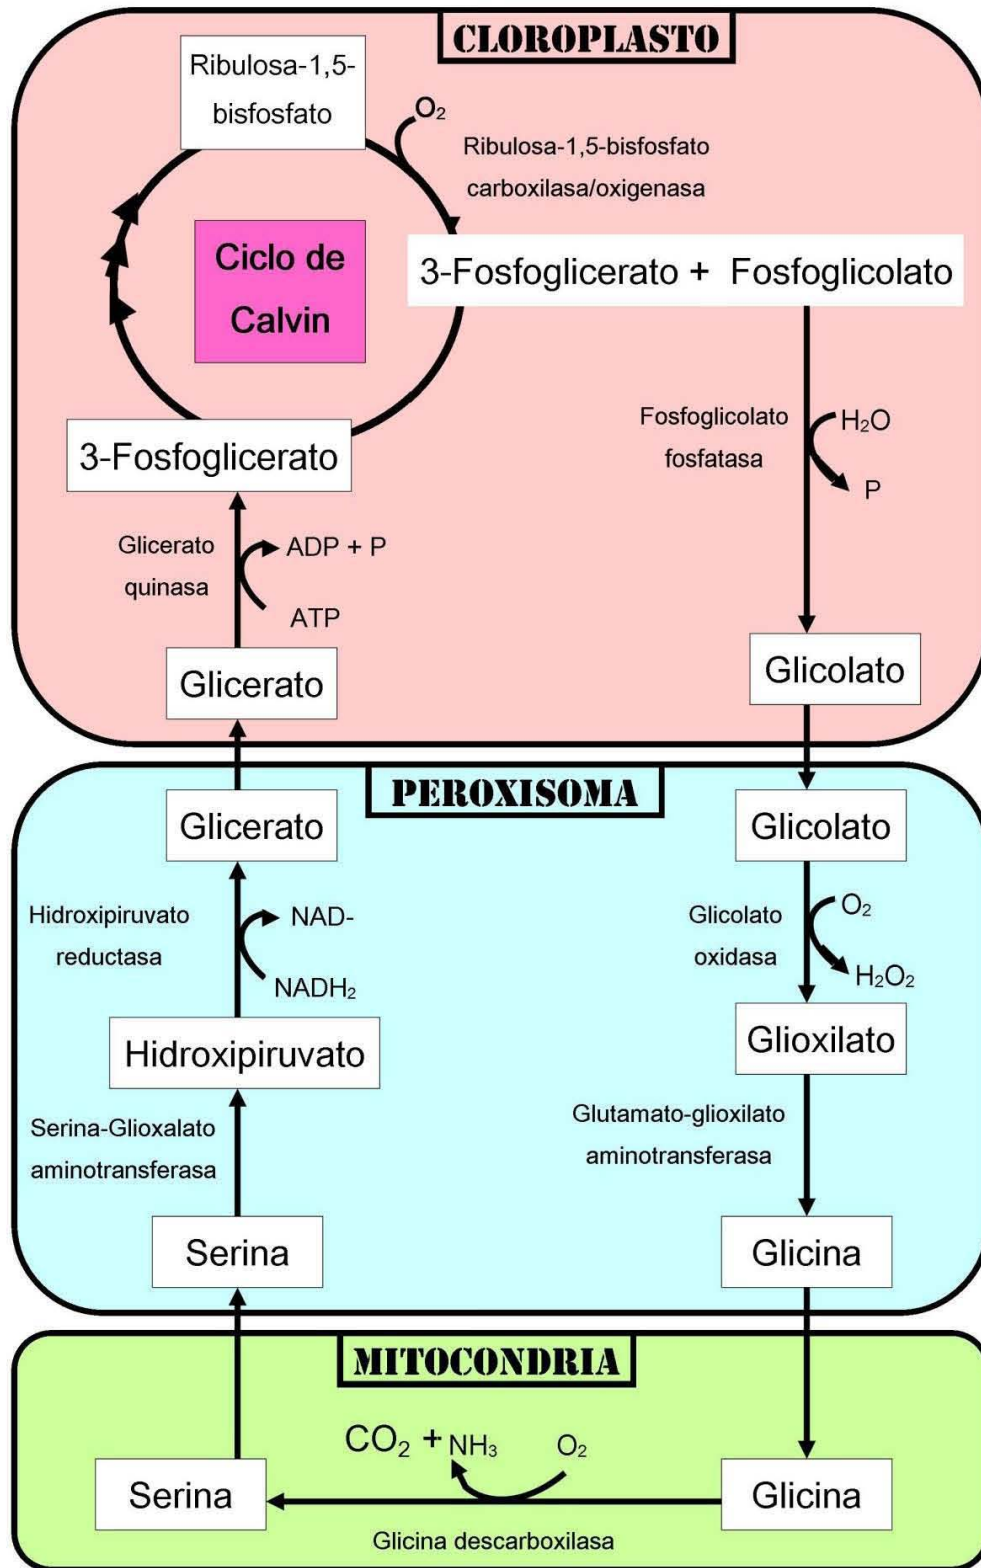 CLOROPLASTO
Ribulosa-1,5-
bisfosfato
O₂
Ribulosa-1,5-bisfosfato
carboxilasa/oxigenasa
Ciclo de
Calvin
3-Fosfoglicerato + Fosfoglicolato
3-Fosfoglicerato
Fosfoglicolato
fosfatasa
H₂O
P
Glicerato
quinasa
ADP + P
ATP
Glicerato
Glicolato
PEROXISOMA
Glicerato
Glicolato
Hidroxipiruvato
reductasa
NAD-
NADH₂
Glicolato
oxidasa
O₂
H₂O₂
Hidroxipiruvato
Glioxilato
Serina-Glioxalato
aminotransferasa
Glutamato-glioxilato
aminotransferasa
Serina
Glicina
MITOCONDRIA
CO₂ + NH₃
O₂
Serina
Glicina
Glicina descarboxilasa